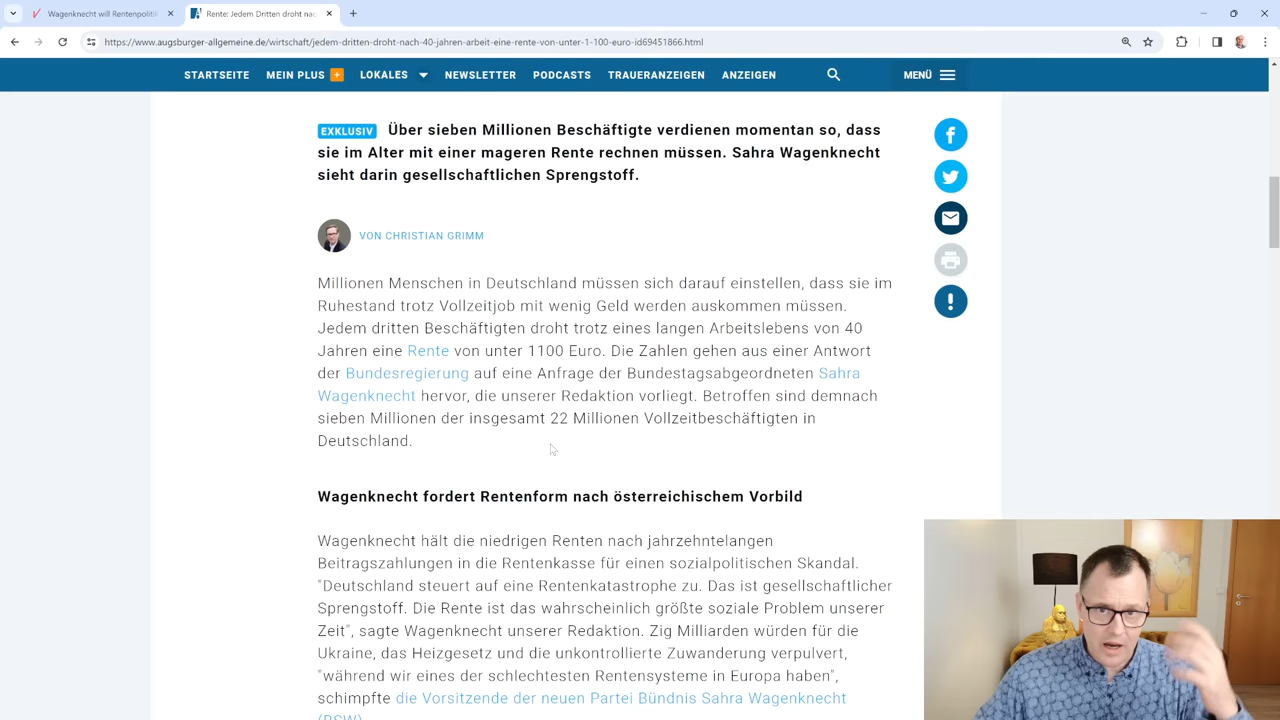 Wagenknecht will Rentenpolitik
Rente: Jedem Dritten droht nac
https://www.augsburger-allgemeine.de/wirtschaft/jedem-dritten-droht-nach-40-jahren-arbeit-eine-rente-von-unter-1-100-euro-id69451866.html
STARTSEITE MEIN PLUS + LOKALES NEWSLETTER PODCASTS TRAUERANZEIGEN ANZEIGEN MENÜ
EXKLUSIV Über sieben Millionen Beschäftigte verdienen momentan so, dass
sie im Alter mit einer mageren Rente rechnen müssen. Sahra Wagenknecht
sieht darin gesellschaftlichen Sprengstoff.
VON CHRISTIAN GRIMM
Millionen Menschen in Deutschland müssen sich darauf einstellen, dass sie im
Ruhestand trotz Vollzeitjob mit wenig Geld werden auskommen müssen.
Jedem dritten Beschäftigten droht trotz eines langen Arbeitslebens von 40
Jahren eine Rente von unter 1100 Euro. Die Zahlen gehen aus einer Antwort
der Bundesregierung auf eine Anfrage der Bundestagsabgeordneten Sahra
Wagenknecht hervor, die unserer Redaktion vorliegt. Betroffen sind demnach
sieben Millionen der insgesamt 22 Millionen Vollzeitbeschäftigten in
Deutschland.
Wagenknecht fordert Rentenform nach österreichischem Vorbild
Wagenknecht hält die niedrigen Renten nach jahrzehntelangen
Beitragszahlungen in die Rentenkasse für einen sozialpolitischen Skandal.
"Deutschland steuert auf eine Rentenkatastrophe zu. Das ist gesellschaftlicher
Sprengstoff. Die Rente ist das wahrscheinlich größte soziale Problem unserer
Zeit", sagte Wagenknecht unserer Redaktion. Zig Milliarden würden für die
Ukraine, das Heizgesetz und die unkontrollierte Zuwanderung verpulvert,
"während wir eines der schlechtesten Rentensysteme in Europa haben",
schimpfte die Vorsitzende der neuen Partei Bündnis Sahra Wagenknecht
(BSW)